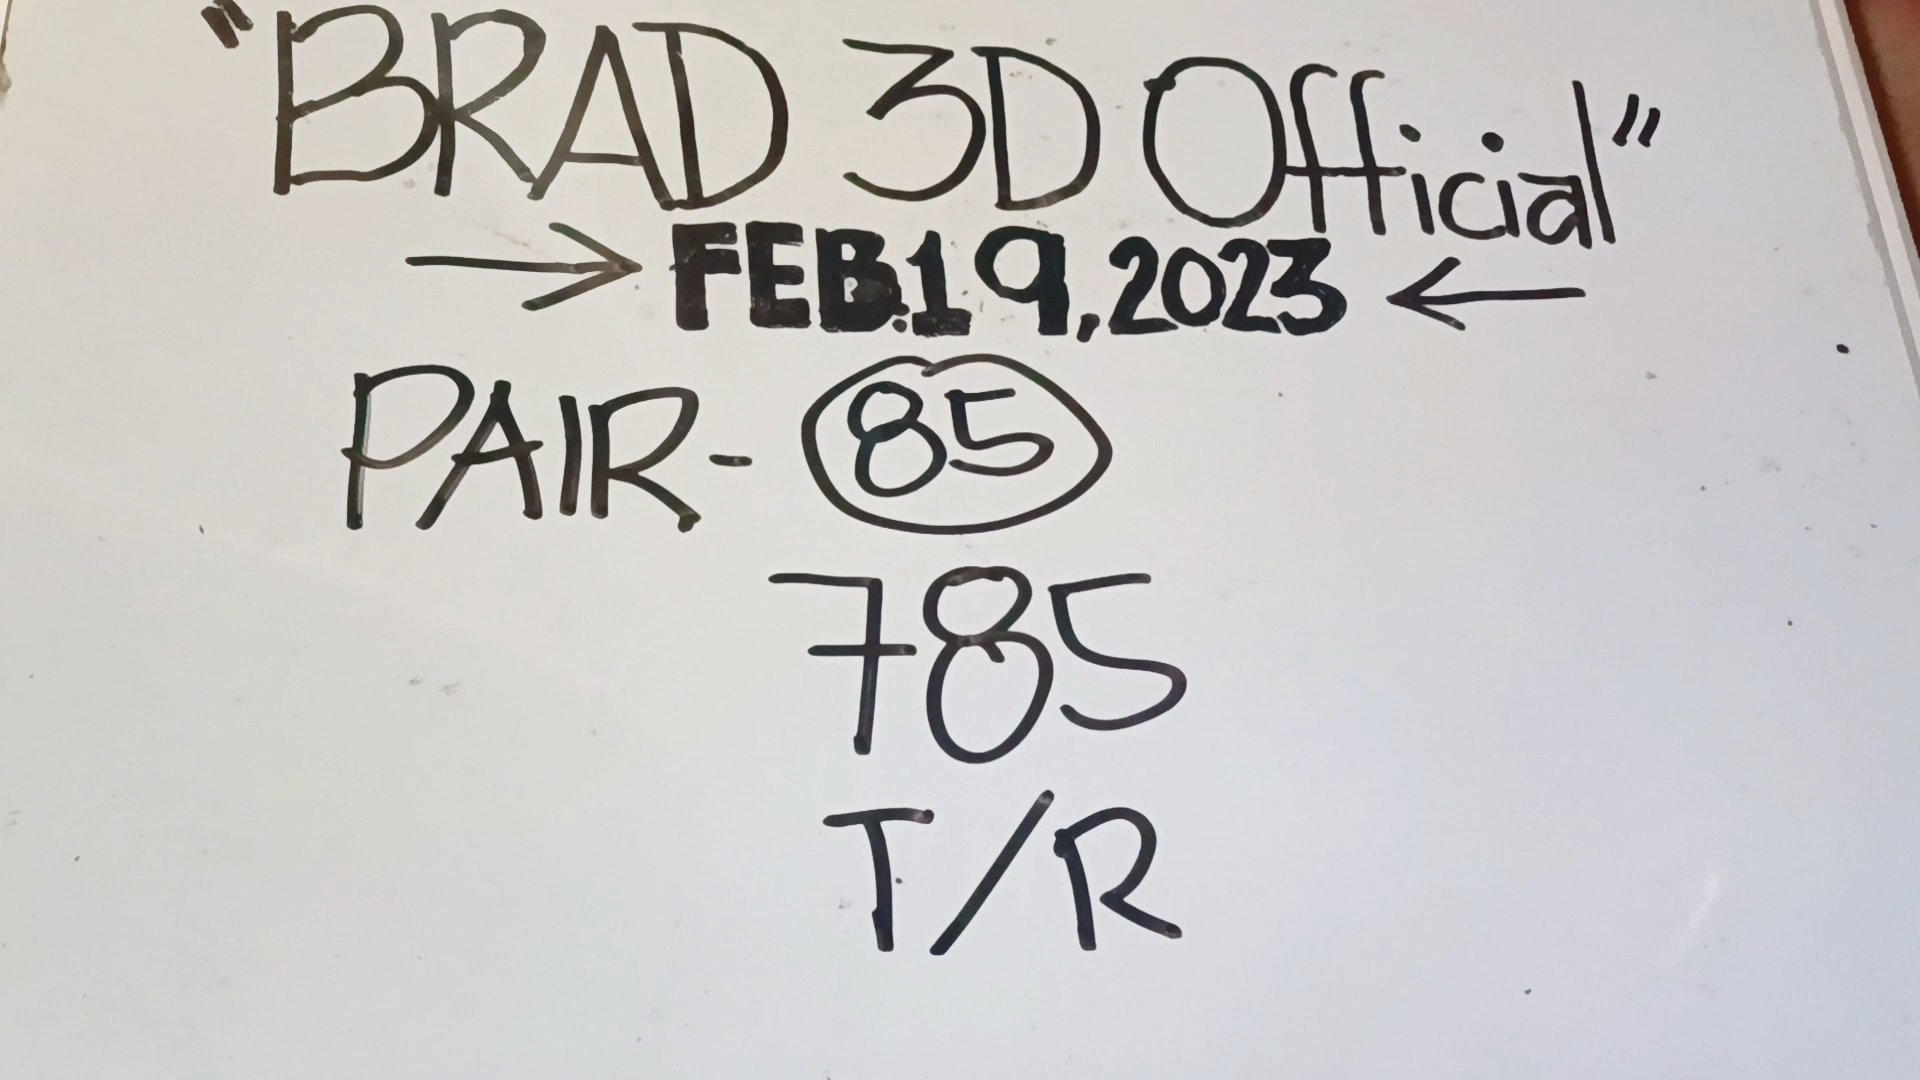 "BRAD 3D Official"
→ FEB.19,2023 ←
PAIR- 85
785
T/R